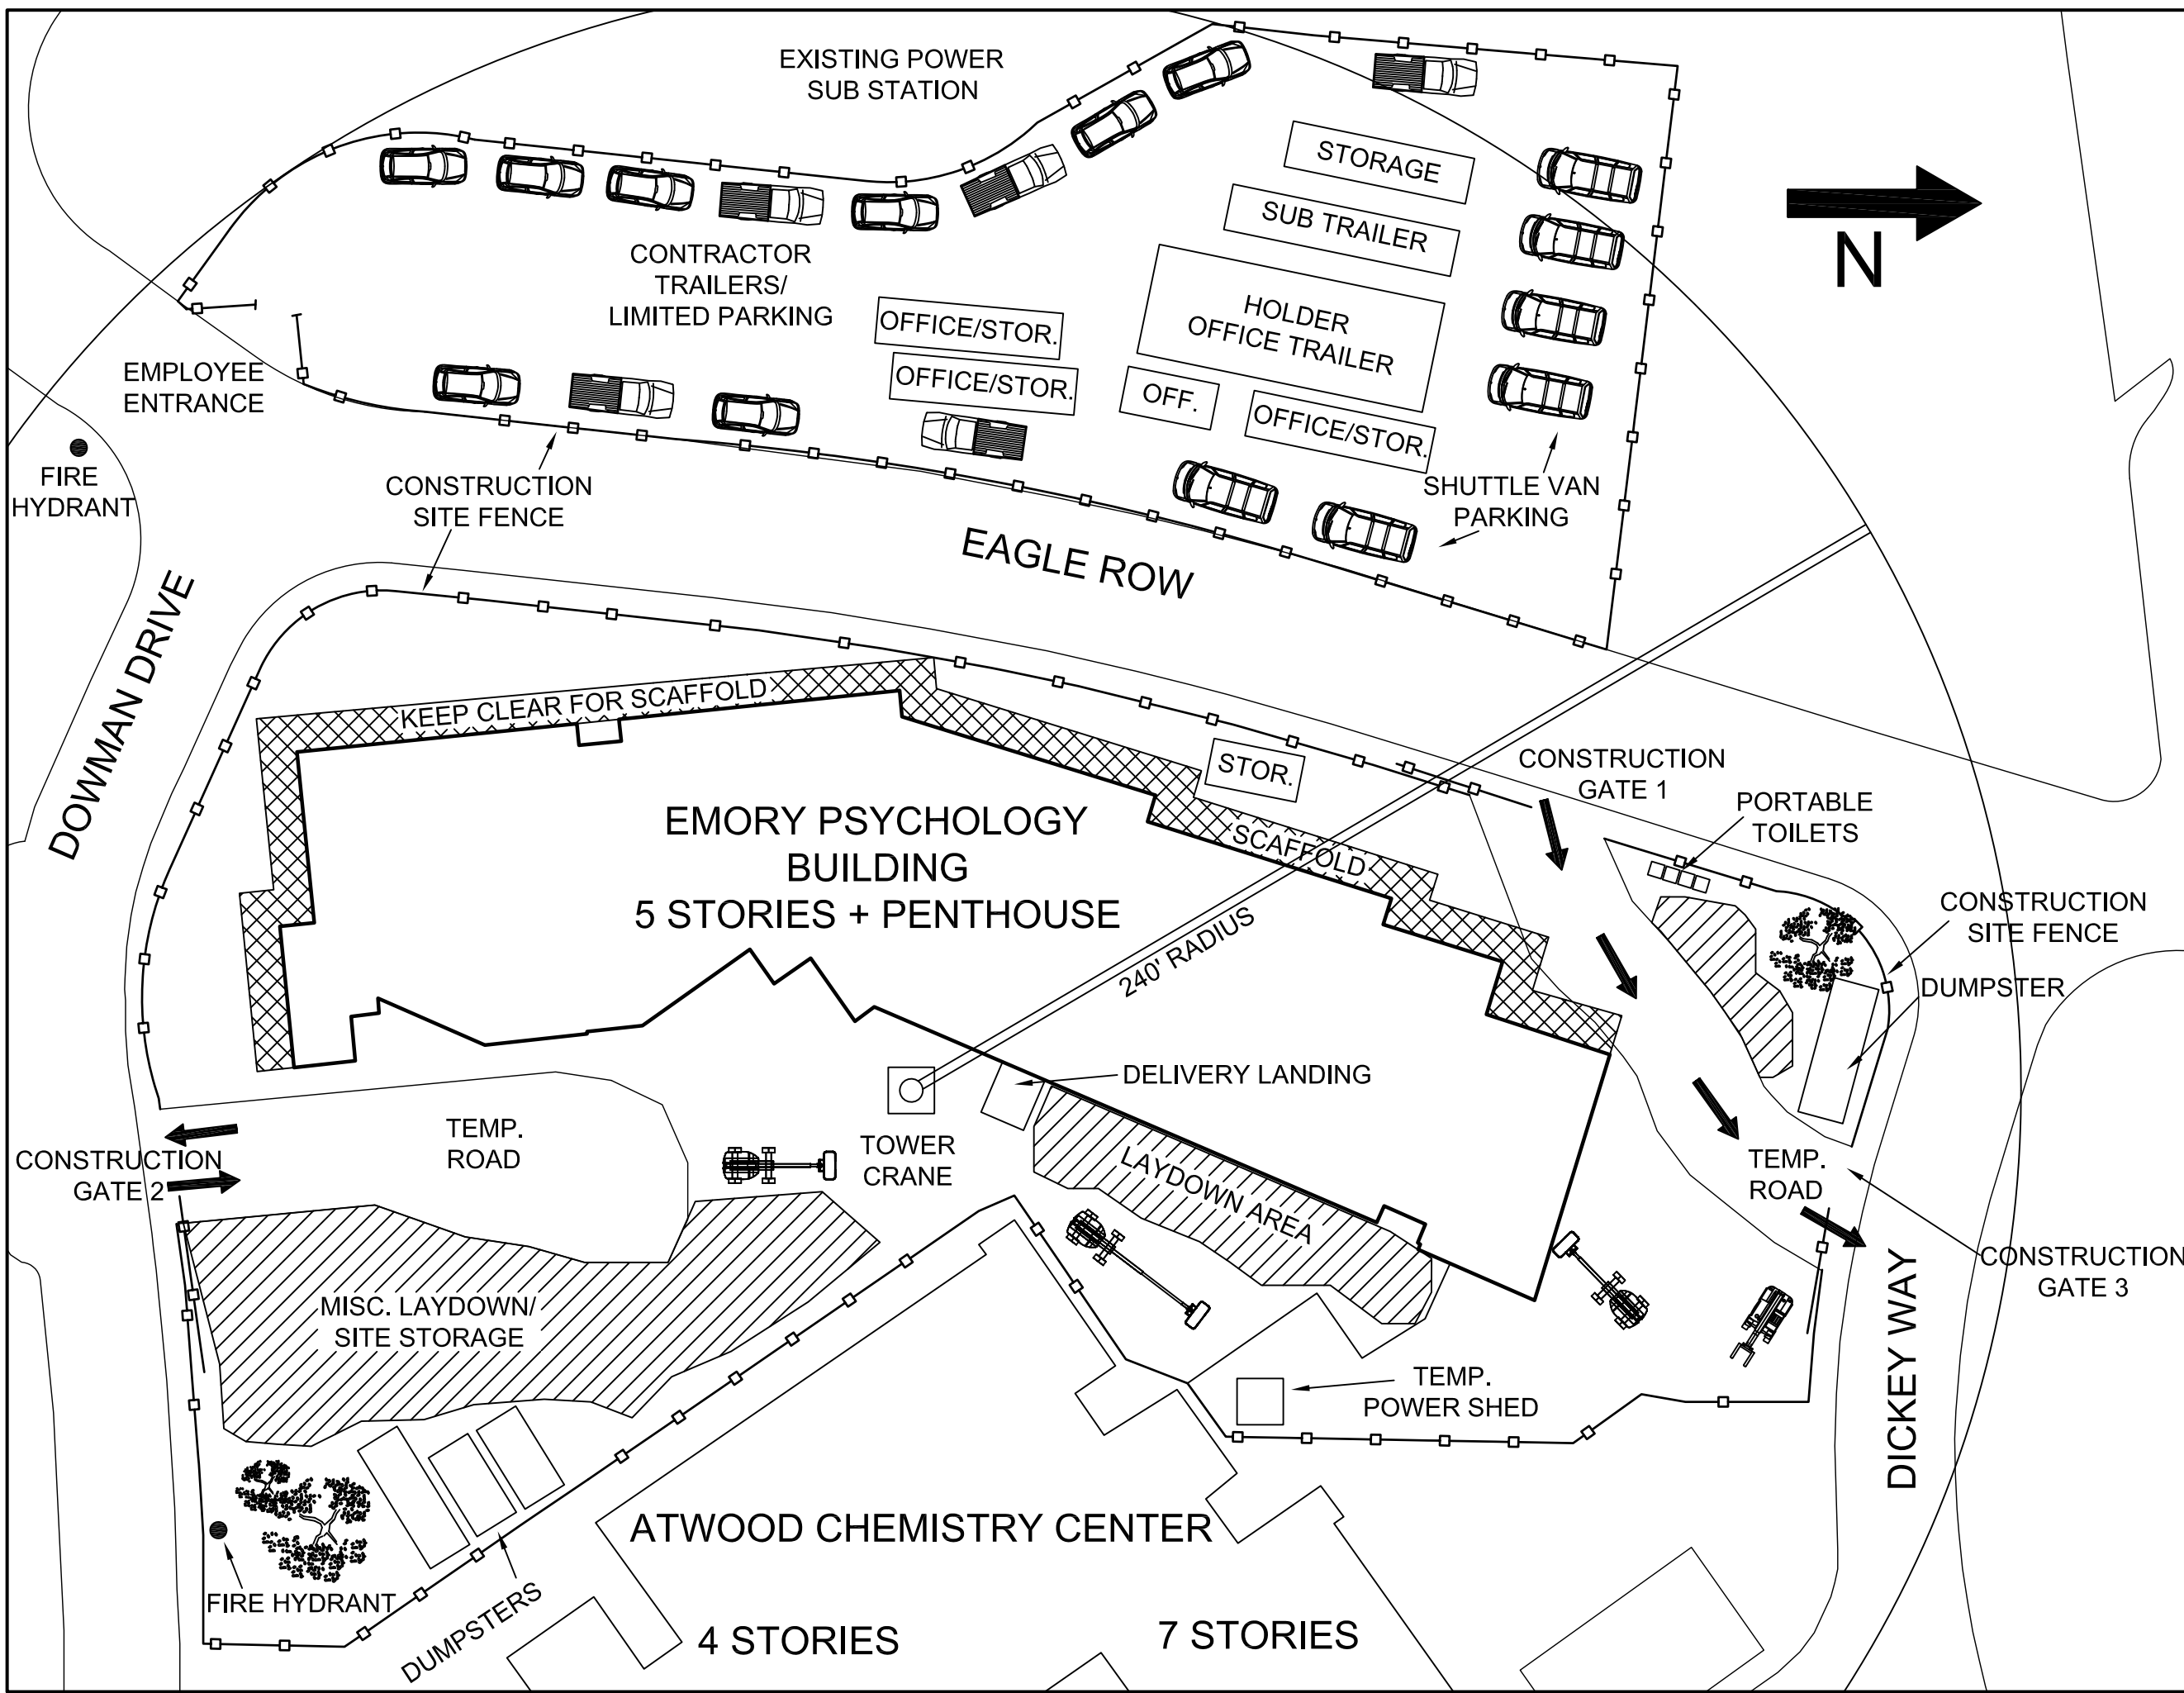 EXISTING POWER
SUB STATION
STORAGE
SUB TRAILER
N
CONTRACTOR
TRAILERS/
LIMITED PARKING
HOLDER
OFFICE TRAILER
OFFICE/STOR.
OFFICE/STOR.
OFF.
OFFICE/STOR.
EMPLOYEE
ENTRANCE
FIRE
HYDRANT
CONSTRUCTION
SITE FENCE
SHUTTLE VAN
PARKING
EAGLE ROW
DOWMAN DRIVE
KEEP CLEAR FOR SCAFFOLD
STOR.
CONSTRUCTION
GATE 1
PORTABLE
TOILETS
EMORY PSYCHOLOGY
BUILDING
5 STORIES + PENTHOUSE
SCAFFOLD
240' RADIUS
CONSTRUCTION
SITE FENCE
DUMPSTER
DELIVERY LANDING
TEMP.
ROAD
TOWER
CRANE
CONSTRUCTION
GATE 2
LAYDOWN AREA
TEMP.
ROAD
CONSTRUCTION
GATE 3
MISC. LAYDOWN/
SITE STORAGE
TEMP.
POWER SHED
DICKEY WAY
ATWOOD CHEMISTRY CENTER
FIRE HYDRANT
DUMPSTERS
4 STORIES
7 STORIES